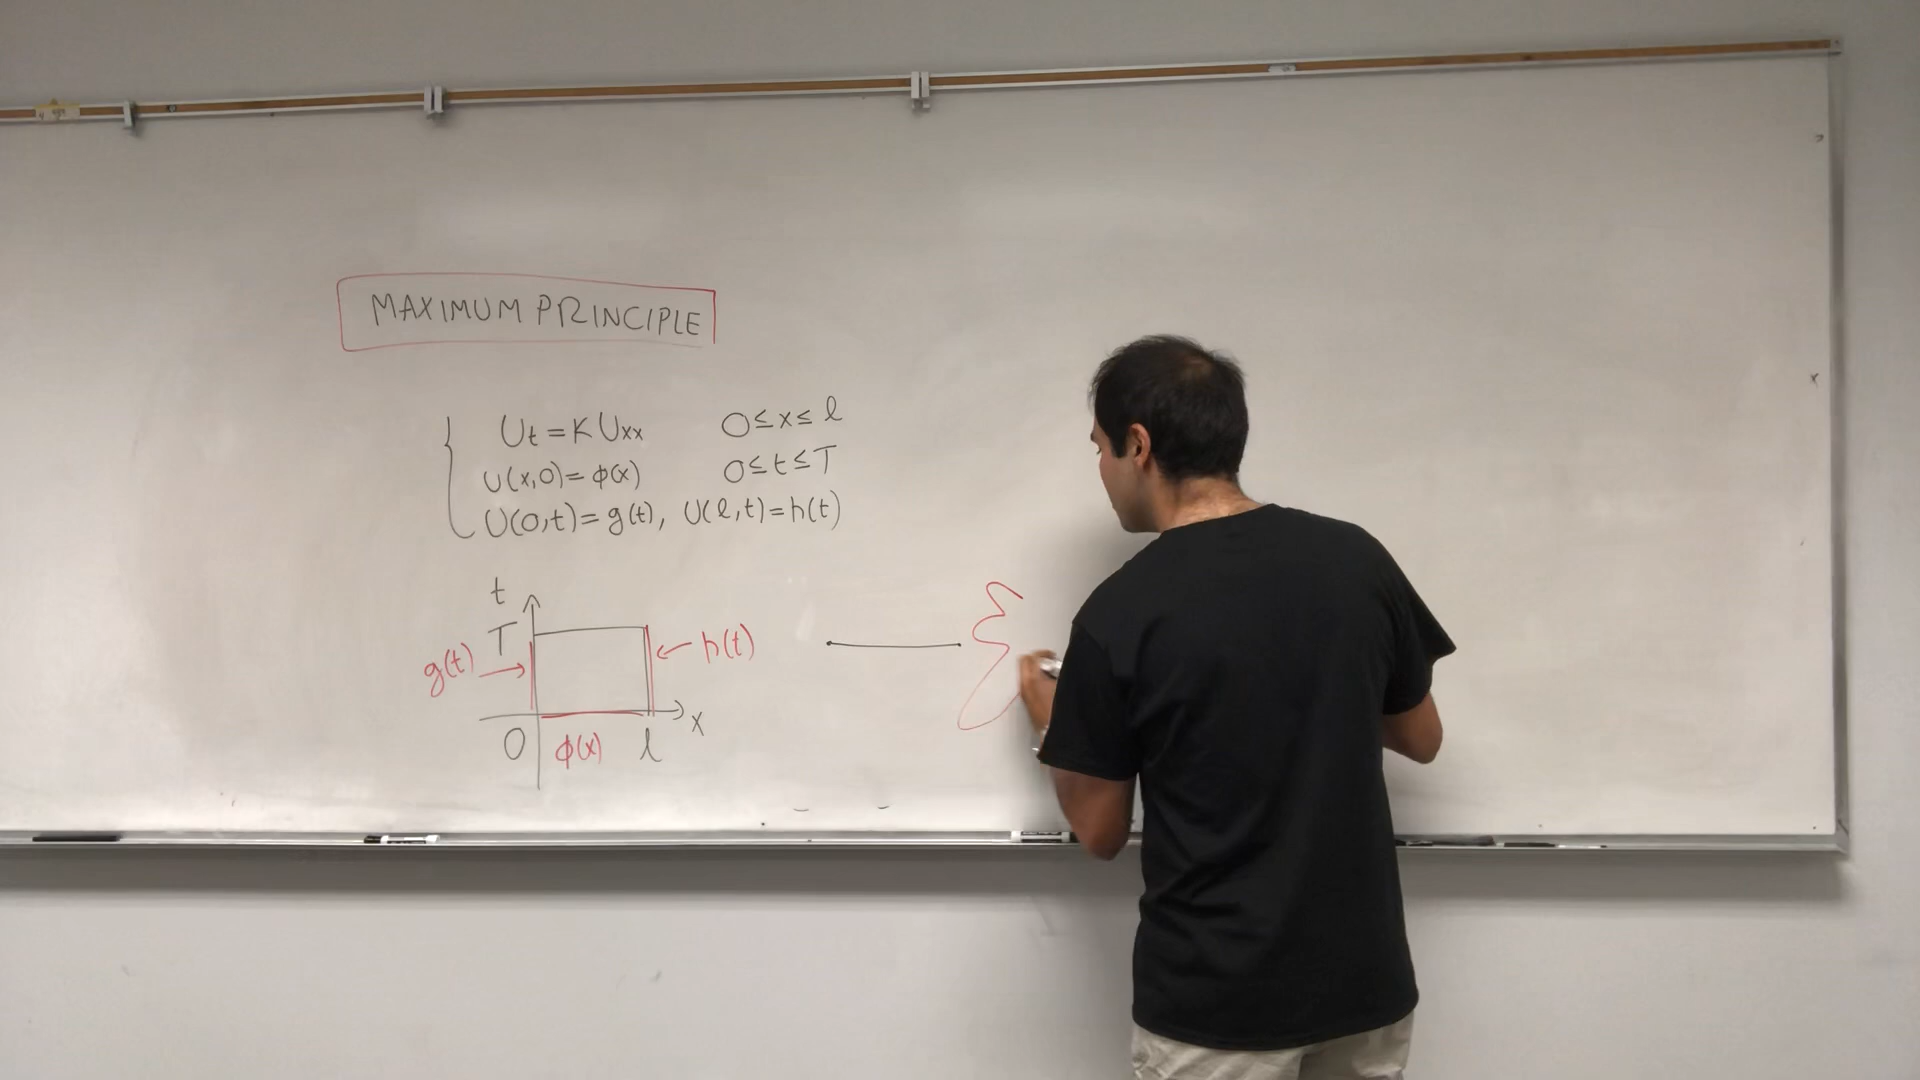 MAXIMUM PRINCIPLE
Ut = K Uxx 0 ≤ x ≤ l
U(x,0) = ϕ(x) 0 ≤ t ≤ T
U(0,t) = g(t), U(l,t) = h(t)
t
T
g(t) h(t)
x
0 ϕ(x) l